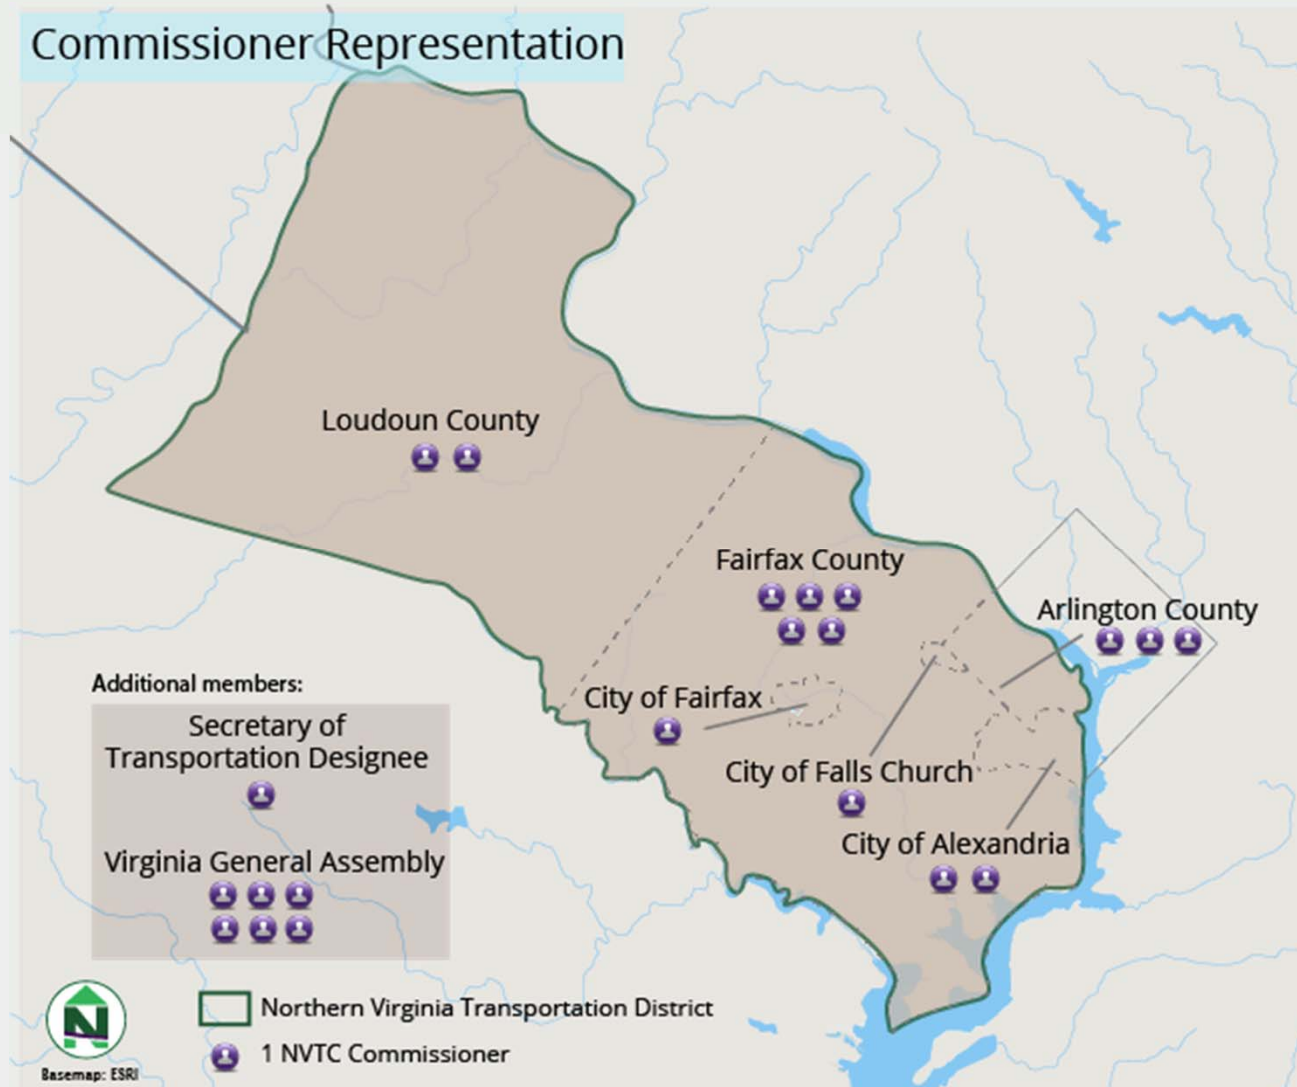 Commissioner Representation
Loudoun County
Fairfax County
Arlington County
City of Fairfax
City of Falls Church
City of Alexandria
Additional members:
Secretary of
Transportation Designee
Virginia General Assembly
N
Northern Virginia Transportation District
1 NVTC Commissioner
Basemap: ESRI